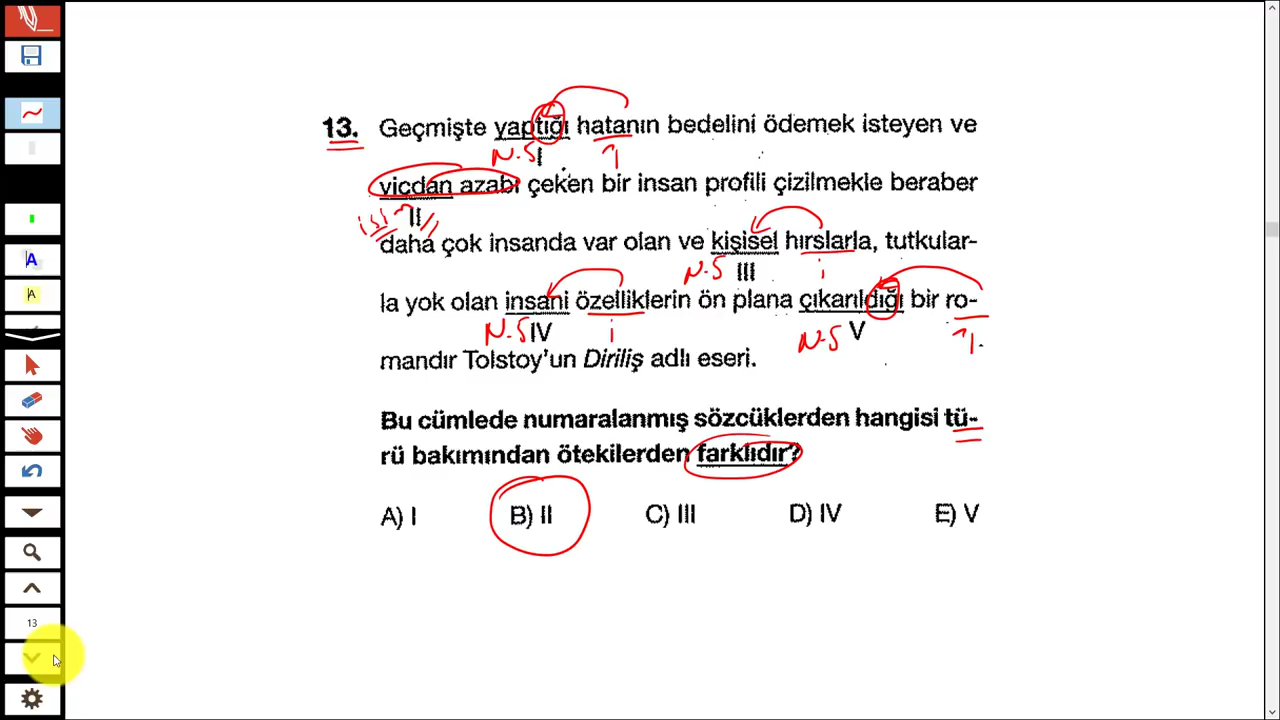 13. Geçmişte yaptığı hatanın bedelini ödemek isteyen ve
N.S I i
vicdan azabı çeken bir insan profili çizilmekle beraber
isim II
daha çok insanda var olan ve kişisel hırslarla, tutkular-
N.S III i
la yok olan insani özelliklerin ön plana çıkarıldığı bir ro-
N.S IV i N.S V i
mandır Tolstoy'un Diriliş adlı eseri.
Bu cümlede numaralanmış sözcüklerden hangisi tü-
rü bakımından ötekilerden farklıdır?
A) I B) II C) III D) IV E) V
A
A
13